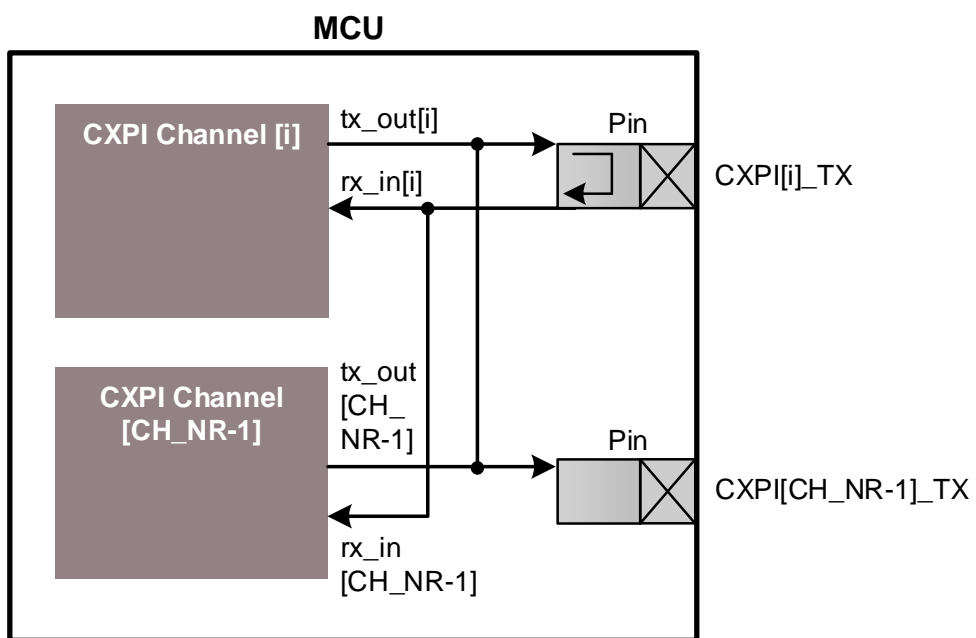 MCU
CXPI Channel [i]
tx_out[i]
rx_in[i]
Pin
CXPI[i]_TX
CXPI Channel
[CH_NR-1]
tx_out
[CH_
NR-1]
rx_in
[CH_NR-1]
Pin
CXPI[CH_NR-1]_TX